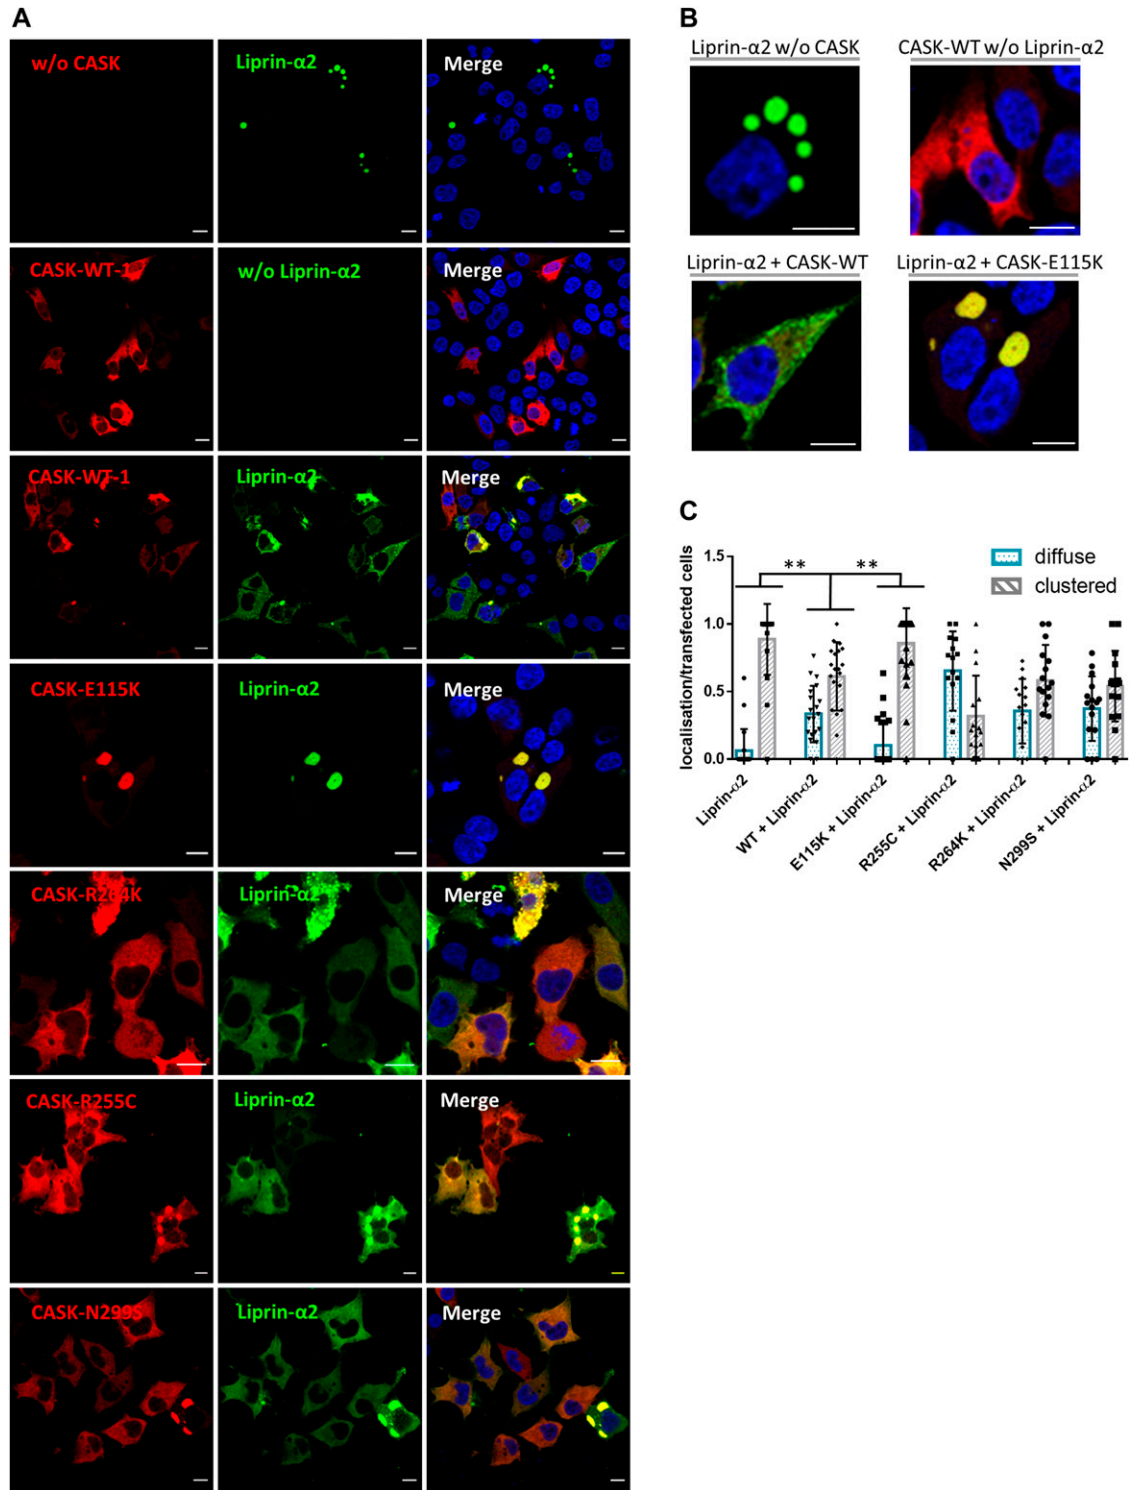 A
w/o CASK
Liprin-α2
Merge
CASK-WT-1
w/o Liprin-α2
Merge
CASK-WT-1
Liprin-α2
Merge
CASK-E115K
Liprin-α2
Merge
CASK-R264K
Liprin-α2
Merge
CASK-R255C
Liprin-α2
Merge
CASK-N299S
Liprin-α2
Merge
B
Liprin-α2 w/o CASK
CASK-WT w/o Liprin-α2
Liprin-α2 + CASK-WT
Liprin-α2 + CASK-E115K
C
localisation/transfected cells
1.5
1.0
0.5
0.0
** **
diffuse
clustered
Liprin-α2
WT + Liprin-α2
E115K + Liprin-α2
R255C + Liprin-α2
R264K + Liprin-α2
N299S + Liprin-α2